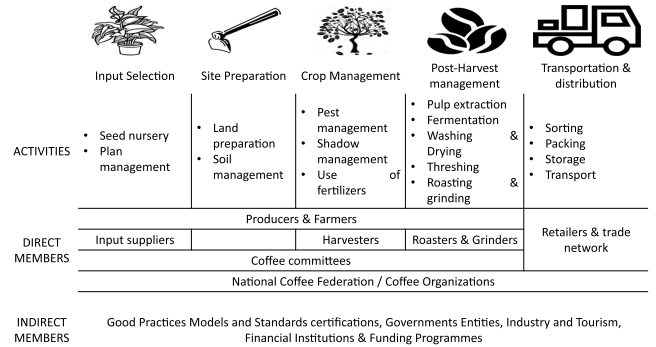 Input Selection
Site Preparation
Crop Management
Post-Harvest
management
Transportation &
distribution
ACTIVITIES
• Seed nursery
• Plan
management
• Land
preparation
• Soil
management
• Pest
management
• Shadow
management
• Use of
fertilizers
• Pulp extraction
• Fermentation
• Washing &
Drying
• Threshing
• Roasting &
grinding
• Sorting
• Packing
• Storage
• Transport
DIRECT
MEMBERS
Producers & Farmers
Input suppliers
Harvesters
Roasters & Grinders
Retailers & trade
network
Coffee committees
National Coffee Federation / Coffee Organizations
INDIRECT
MEMBERS
Good Practices Models and Standards certifications, Governments Entities, Industry and Tourism,
Financial Institutions & Funding Programmes